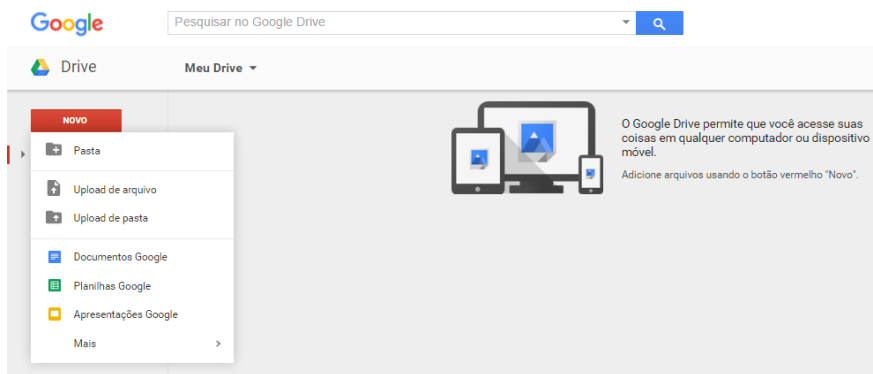 Google
Pesquisar no Google Drive
Drive
Meu Drive
NOVO
Pasta
Upload de arquivo
Upload de pasta
Documentos Google
Planilhas Google
Apresentações Google
Mais
O Google Drive permite que você acesse suas
coisas em qualquer computador ou dispositivo
móvel.
Adicione arquivos usando o botão vermelho "Novo".